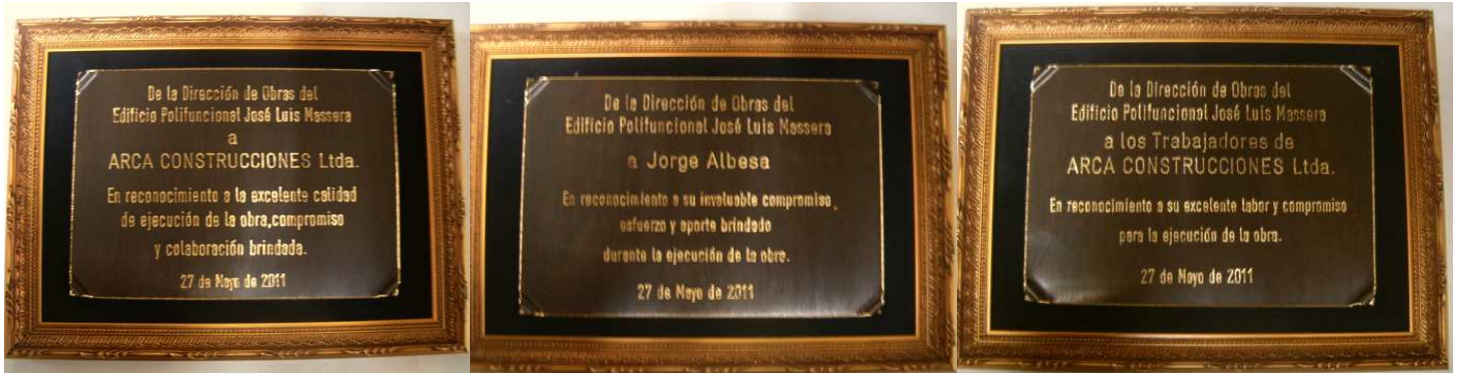 De la Dirección de Obras del
Edificio Polifuncional José Luis Massera
a
ARCA CONSTRUCCIONES Ltda.
En reconocimiento a la excelente calidad
de ejecución de la obra,compromiso
y colaboración brindada.
27 de Mayo de 2011
De la Dirección de Obras del
Edificio Polifuncional José Luis Massera
a Jorge Albesa
En reconocimiento a su invaluable compromiso,
esfuerzo y aporte brindado
durante la ejecución de la obra.
27 de Mayo de 2011
De la Dirección de Obras del
Edificio Polifuncional José Luis Massera
a los Trabajadores de
ARCA CONSTRUCCIONES Ltda.
En reconocimiento a su excelente labor y compromiso
para la ejecución de la obra.
27 de Mayo de 2011